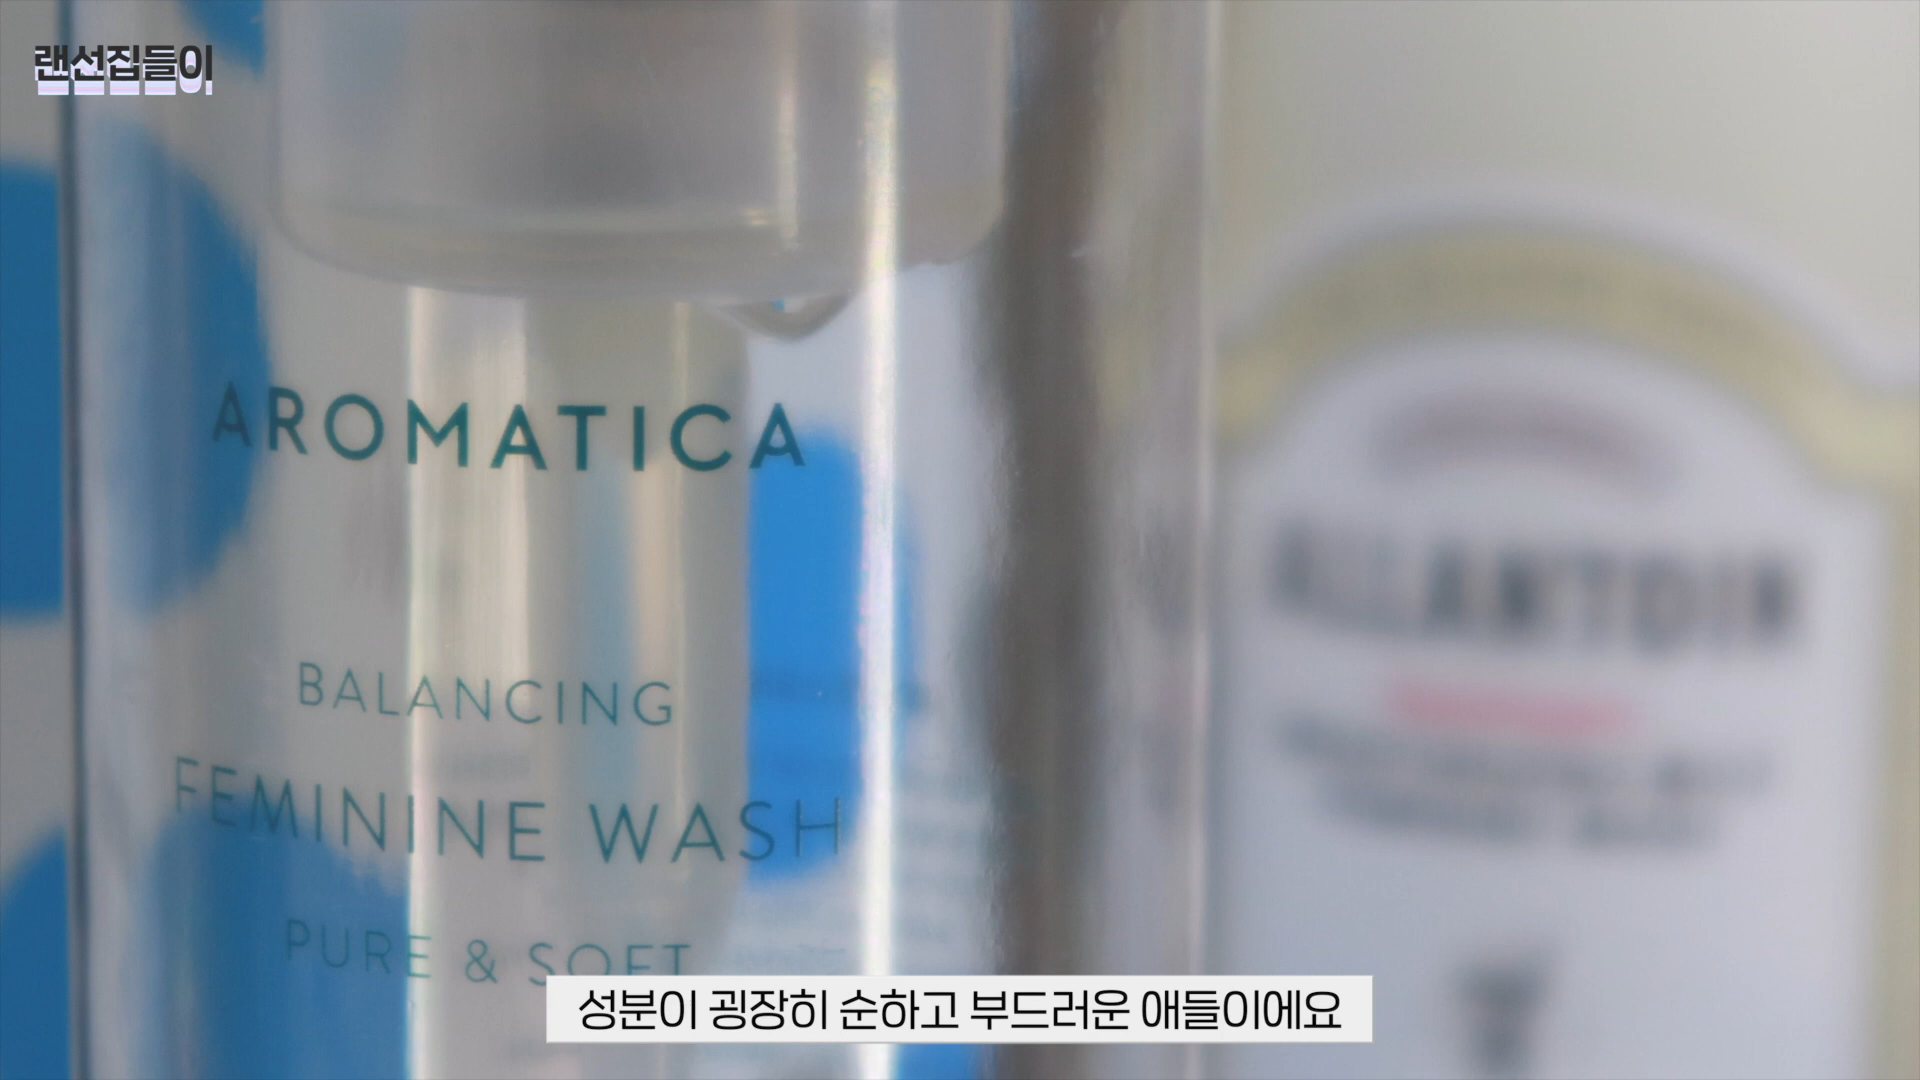 랜선집들이
AROMATICA
BALANCING
FEMININE WASH
PURE & SOFT
ALLANTOIN
성분이 굉장히 순하고 부드러운 애들이에요